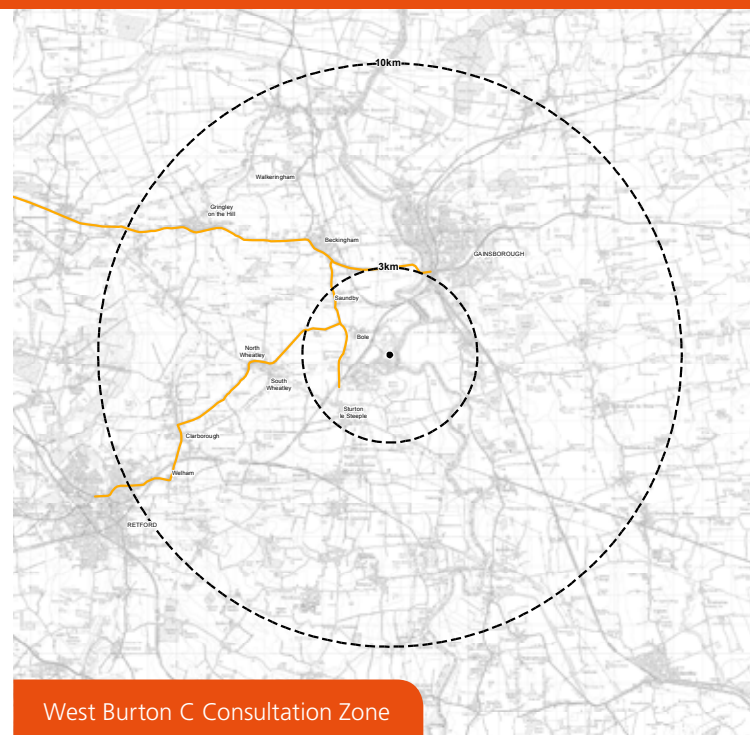 10km
Walkeringham
Gringley
on the Hill
Beckingham
GAINSBOROUGH
3km
Saundby
Bole
North
Wheatley
South
Wheatley
Sturton
le Steeple
Clarborough
Welham
RETFORD
West Burton C Consultation Zone